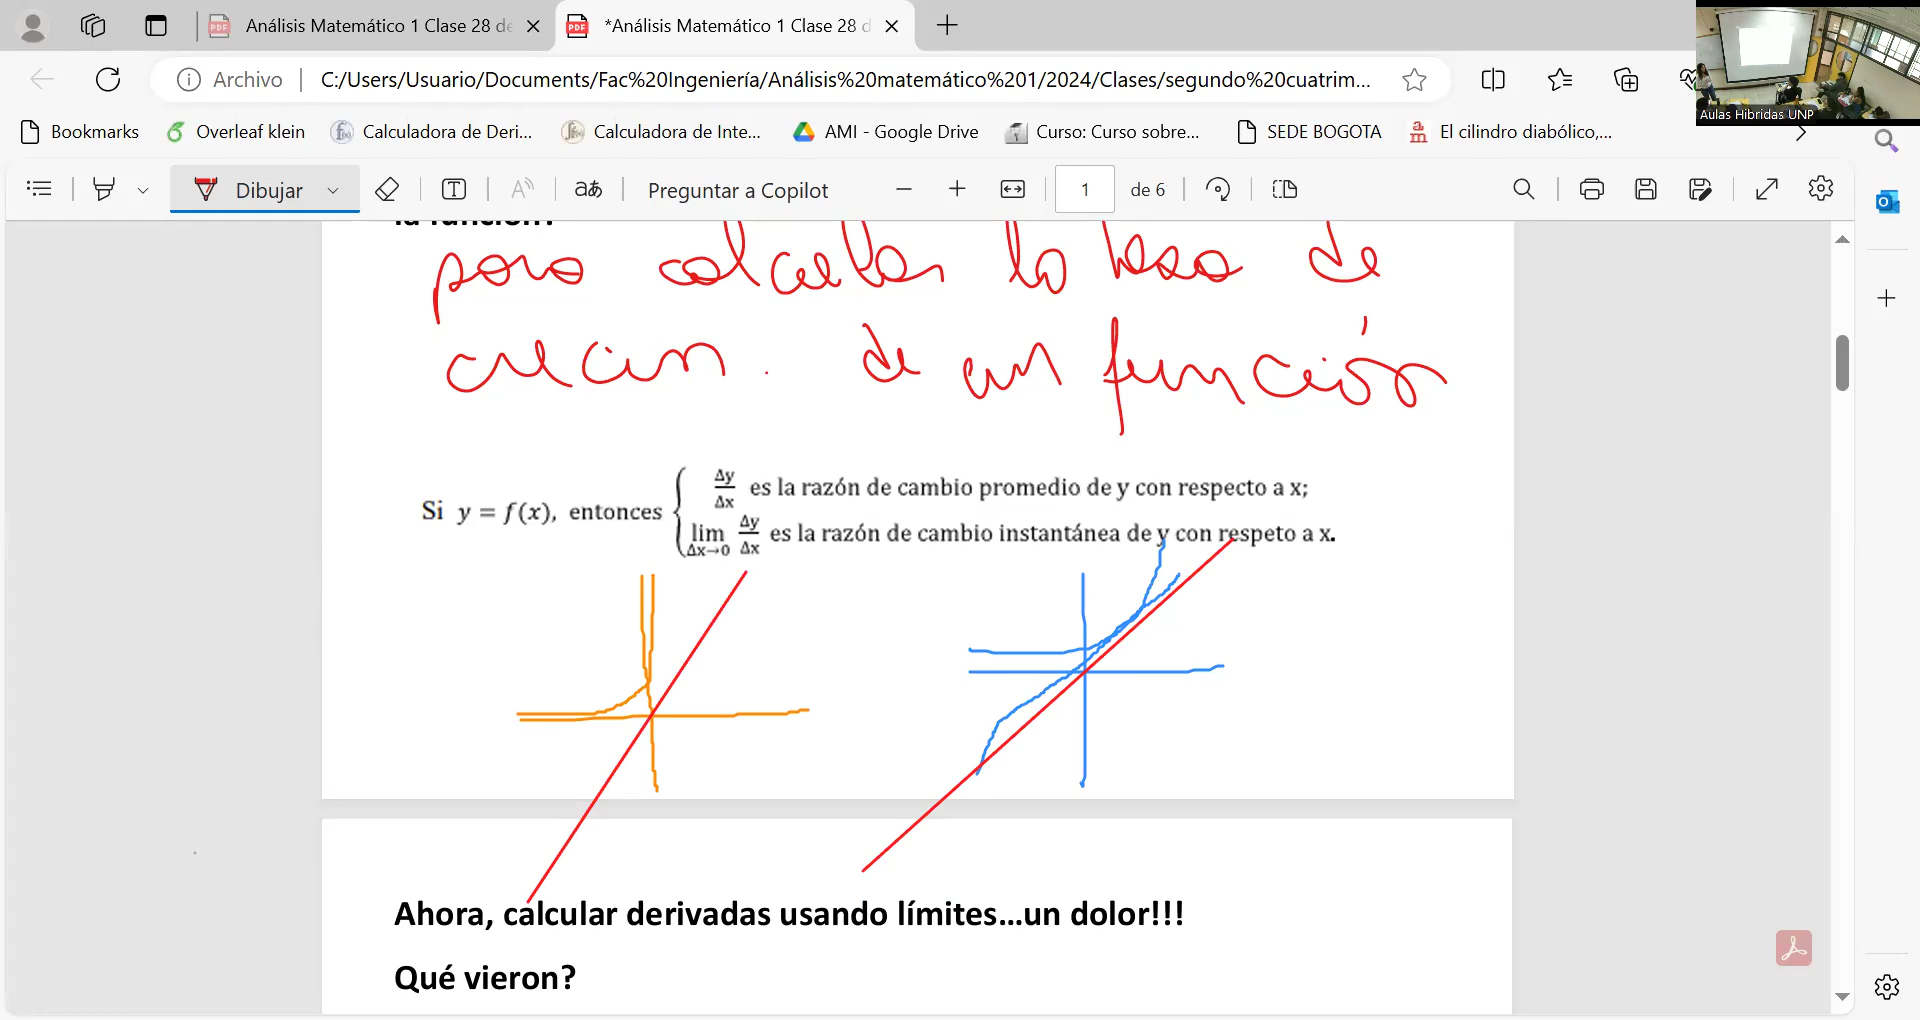 Análisis Matemático 1 Clase 28 de
*Análisis Matemático 1 Clase 28 d
Archivo
C:/Users/Usuario/Documents/Fac%20Ingeniería/Análisis%20matemático%201/2024/Clases/segundo%20cuatrim...
Aulas Hibridas UNP
Bookmarks
Overleaf klein
Calculadora de Deri...
Calculadora de Inte...
AMI - Google Drive
Curso: Curso sobre...
SEDE BOGOTA
El cilindro diabólico,...
Dibujar
Preguntar a Copilot
1 de 6
la función?
para calcular la tasa de
crecim. de un función
Si y = f(x), entonces
Δy/Δx es la razón de cambio promedio de y con respecto a x;
lim Δx→0 Δy/Δx es la razón de cambio instantánea de y con respeto a x.
Ahora, calcular derivadas usando límites...un dolor!!!
Qué vieron?